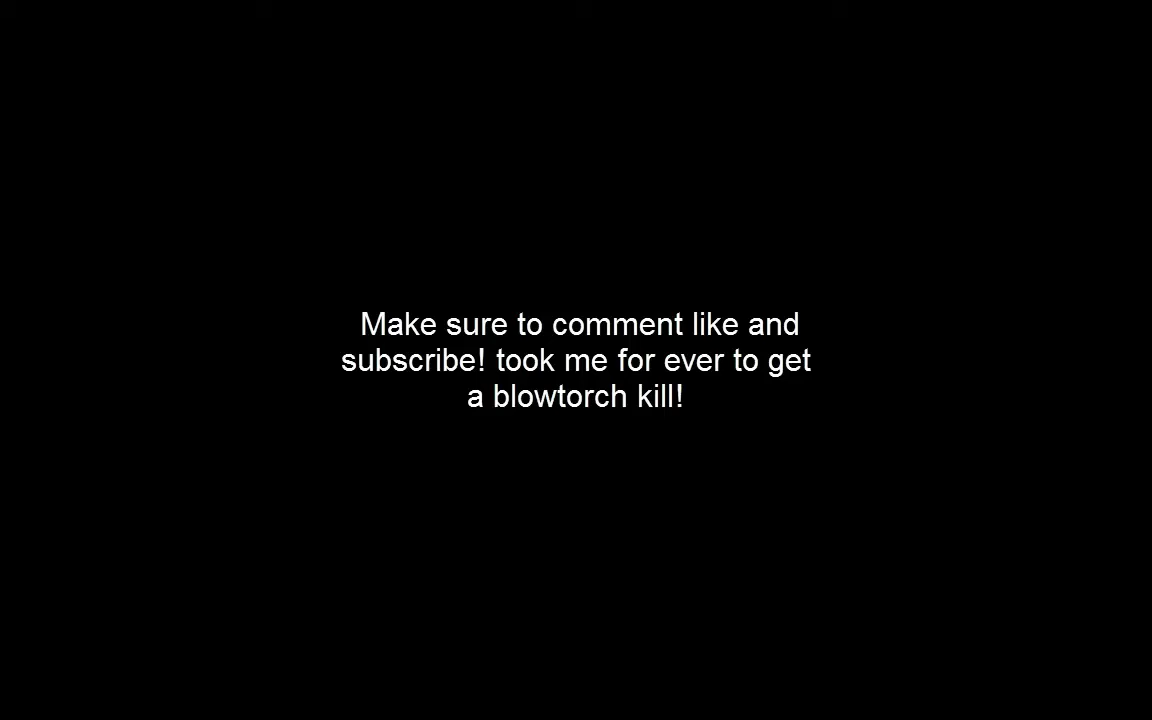 Make sure to comment like and
subscribe! took me for ever to get
a blowtorch kill!